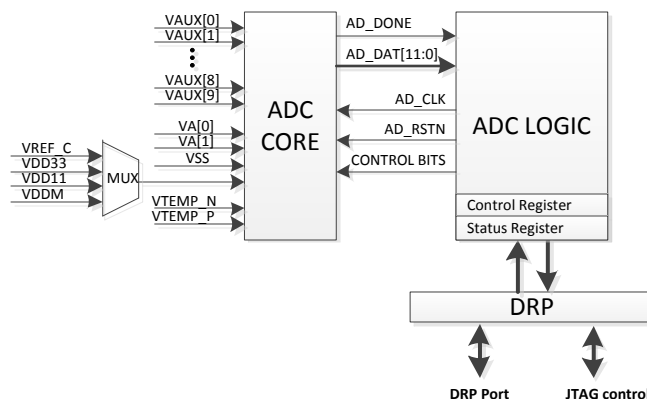 VAUX[0]
VAUX[1]
VAUX[8]
VAUX[9]
VA[0]
VA[1]
VSS
VREF_C
VDD33
VDD11
VDDM
MUX
VTEMP_N
VTEMP_P
ADC
CORE
AD_DONE
AD_DAT[11:0]
AD_CLK
AD_RSTN
CONTROL BITS
ADC LOGIC
Control Register
Status Register
DRP
DRP Port
JTAG control